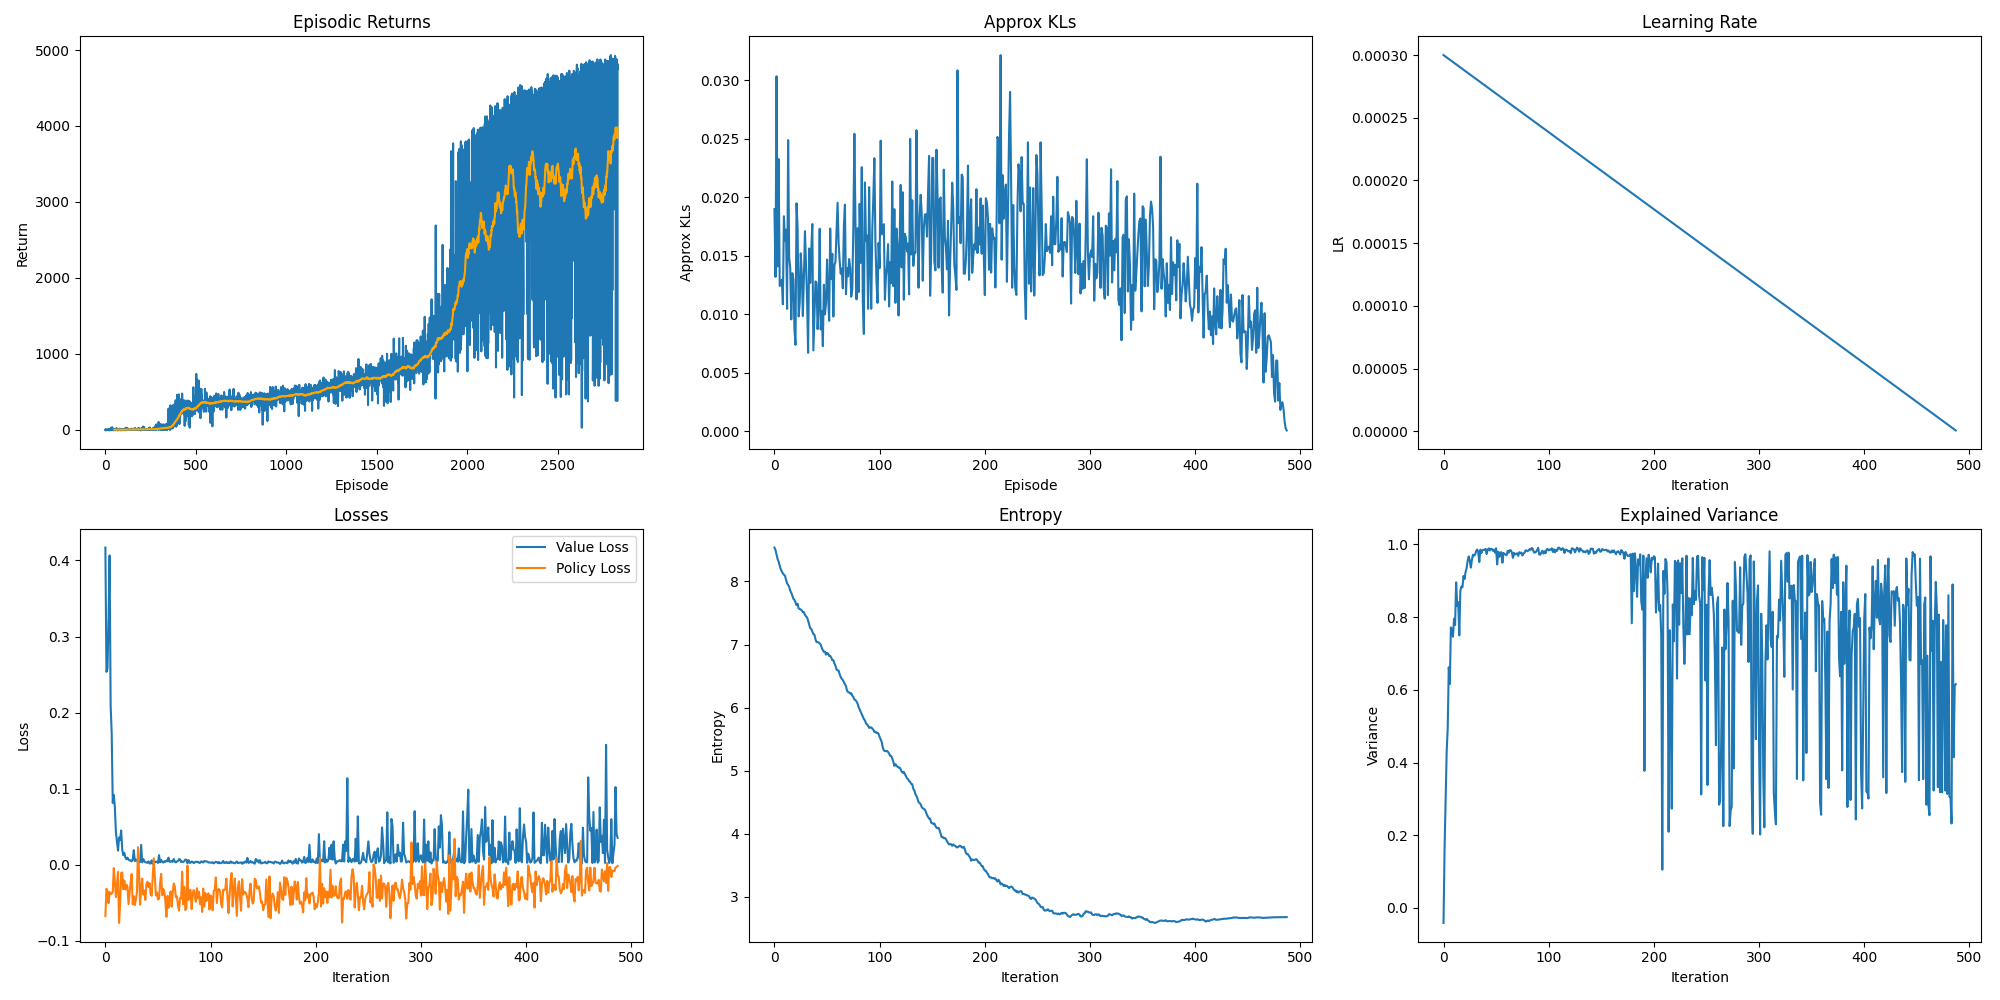 Episodic Returns
Return
5000
4000
3000
2000
1000
0
0 500 1000 1500 2000 2500
Episode
Approx KLs
Approx KLs
0.030
0.025
0.020
0.015
0.010
0.005
0.000
0 100 200 300 400 500
Episode
Learning Rate
LR
0.00030
0.00025
0.00020
0.00015
0.00010
0.00005
0.00000
0 100 200 300 400 500
Iteration
Losses
Loss
0.4
0.3
0.2
0.1
0.0
−0.1
Value Loss
Policy Loss
0 100 200 300 400 500
Iteration
Entropy
Entropy
8
7
6
5
4
3
0 100 200 300 400 500
Iteration
Explained Variance
Variance
1.0
0.8
0.6
0.4
0.2
0.0
0 100 200 300 400 500
Iteration